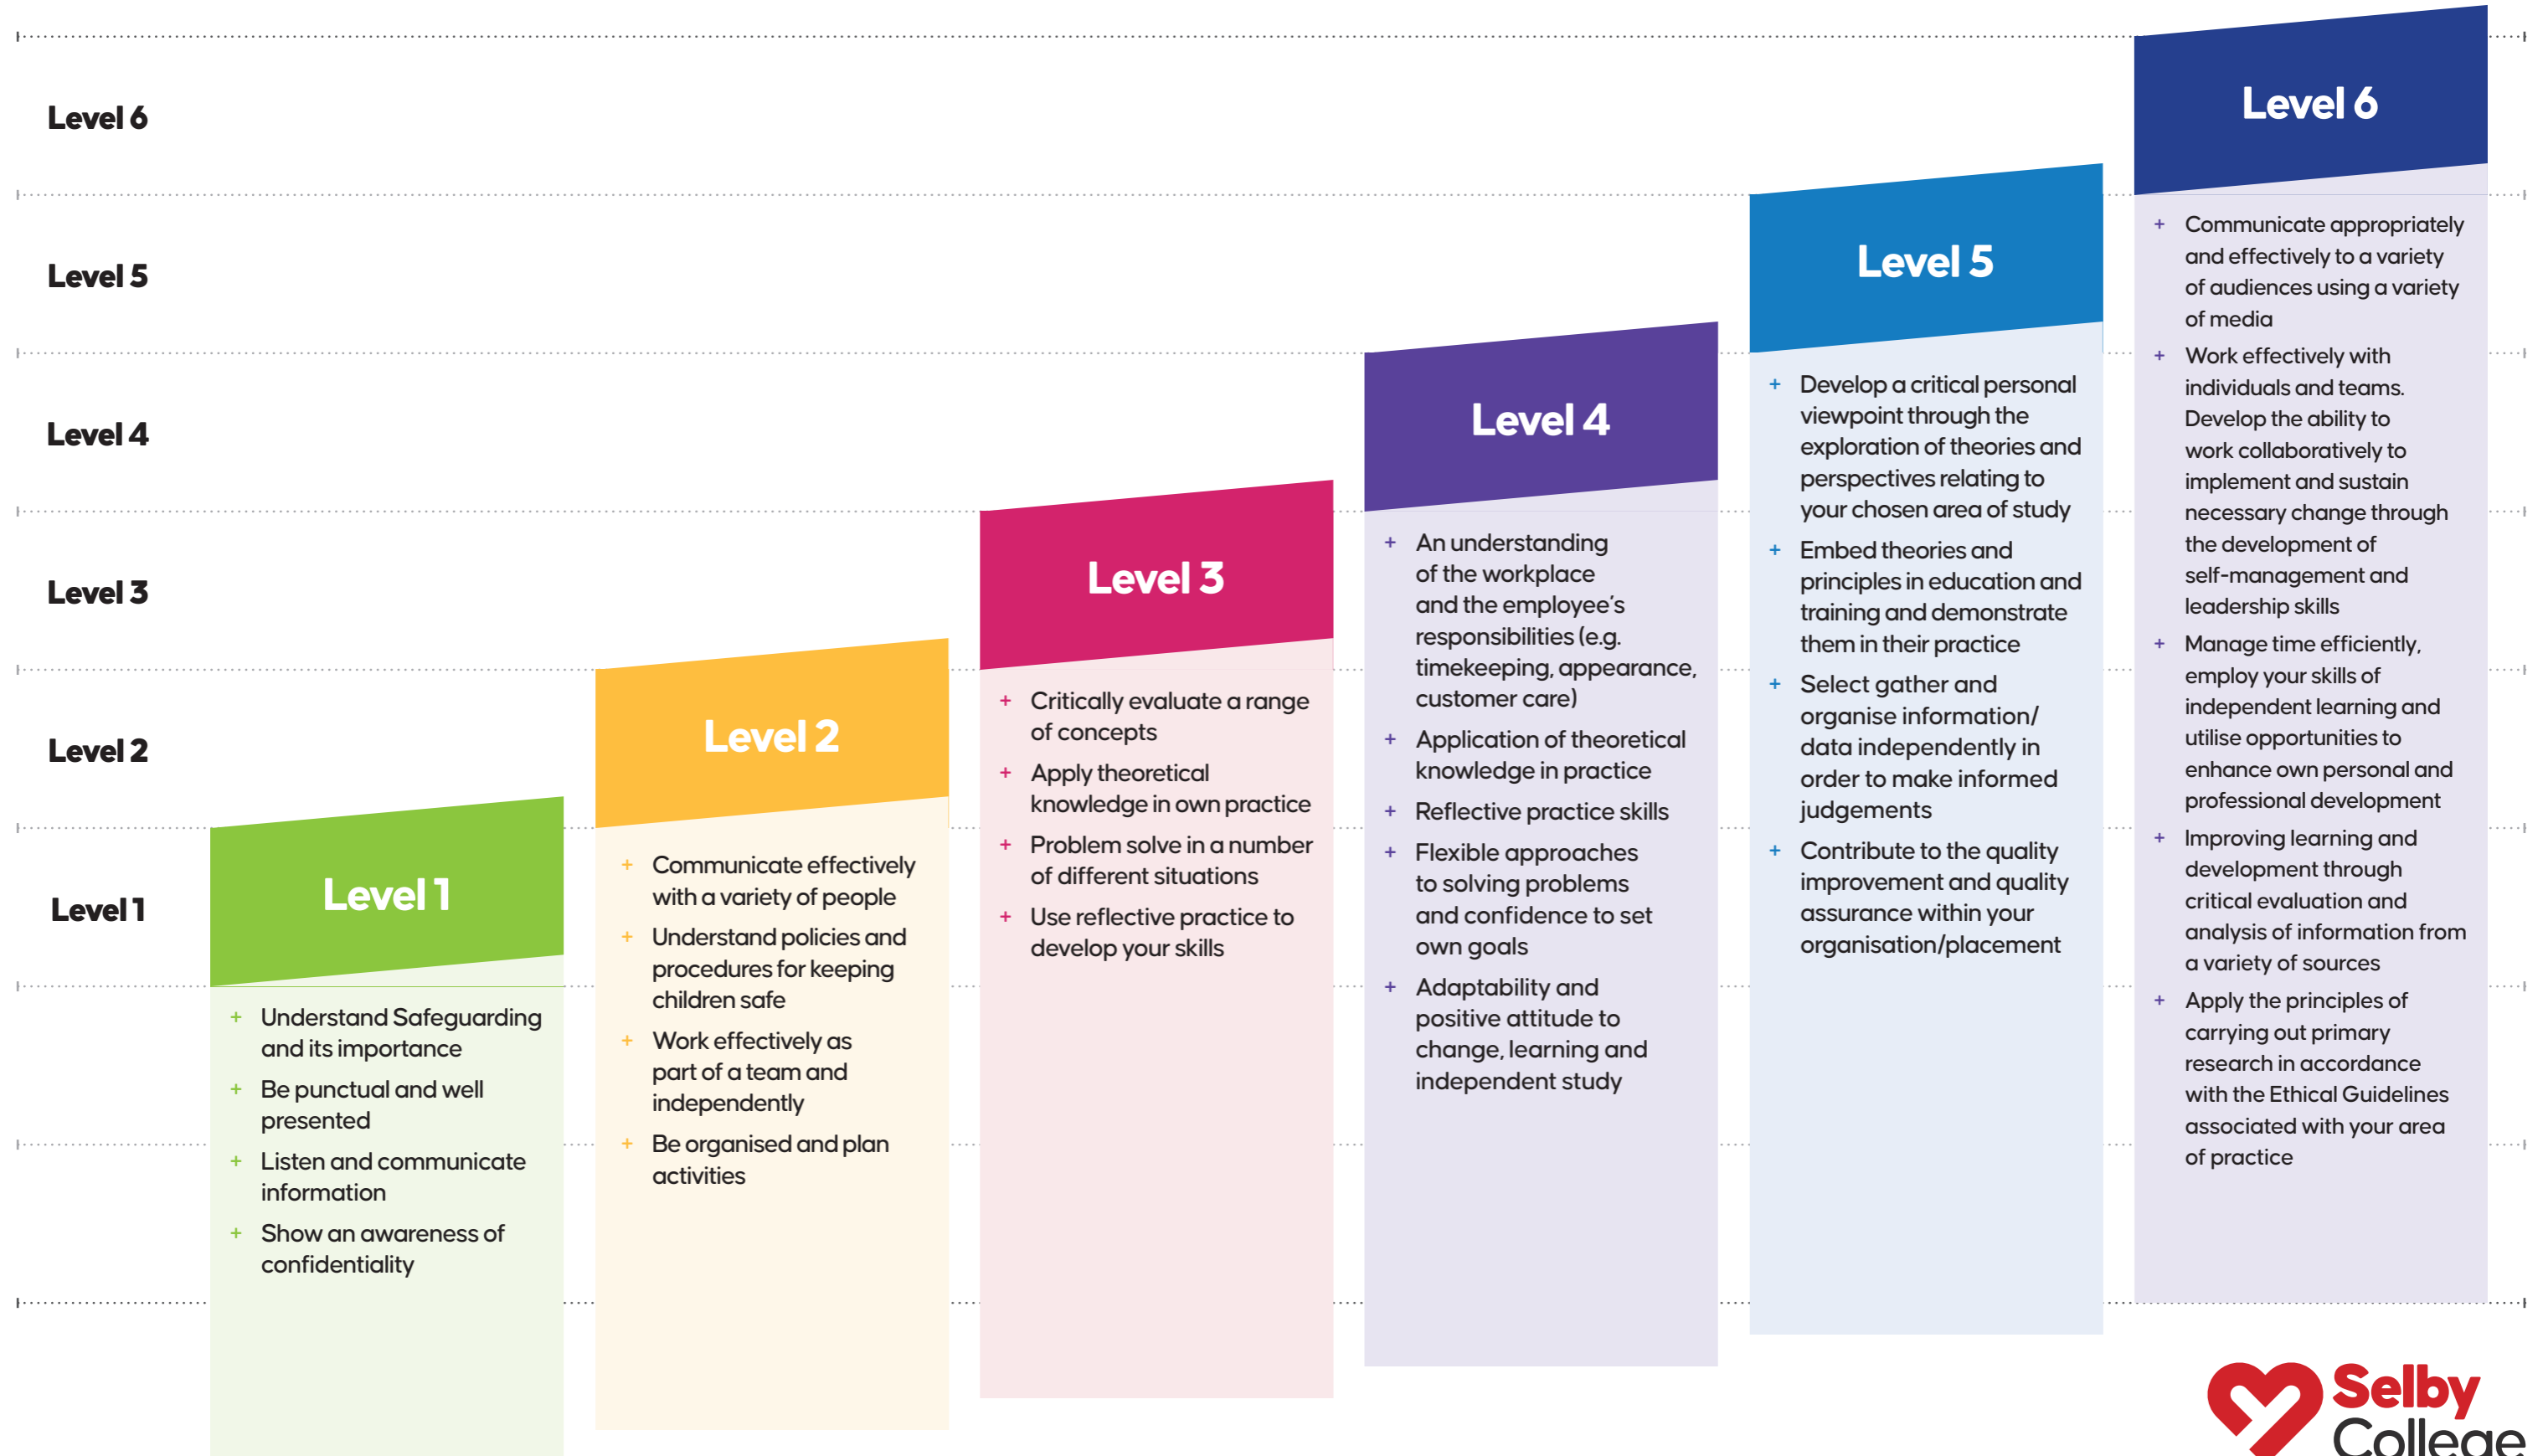 Level 6
Level 5
Level 4
Level 3
Level 2
Level 1
Level 1
Understand Safeguarding
and its importance
Be punctual and well
presented
Listen and communicate
information
Show an awareness of
confidentiality
Level 2
Communicate effectively
with a variety of people
Understand policies and
procedures for keeping
children safe
Work effectively as
part of a team and
independently
Be organised and plan
activities
Level 3
Critically evaluate a range
of concepts
Apply theoretical
knowledge in own practice
Problem solve in a number
of different situations
Use reflective practice to
develop your skills
Level 4
An understanding
of the workplace
and the employee's
responsibilities (e.g.
timekeeping, appearance,
customer care)
Application of theoretical
knowledge in practice
Reflective practice skills
Flexible approaches
to solving problems
and confidence to set
own goals
Adaptability and
positive attitude to
change, learning and
independent study
Level 5
Develop a critical personal
viewpoint through the
exploration of theories and
perspectives relating to
your chosen area of study
Embed theories and
principles in education and
training and demonstrate
them in their practice
Select gather and
organise information/
data independently in
order to make informed
judgements
Contribute to the quality
improvement and quality
assurance within your
organisation/placement
Level 6
Communicate appropriately
and effectively to a variety
of audiences using a variety
of media
Work effectively with
individuals and teams.
Develop the ability to
work collaboratively to
implement and sustain
necessary change through
the development of
self-management and
leadership skills
Manage time efficiently,
employ your skills of
independent learning and
utilise opportunities to
enhance own personal and
professional development
Improving learning and
development through
critical evaluation and
analysis of information from
a variety of sources
Apply the principles of
carrying out primary
research in accordance
with the Ethical Guidelines
associated with your area
of practice
Selby
College